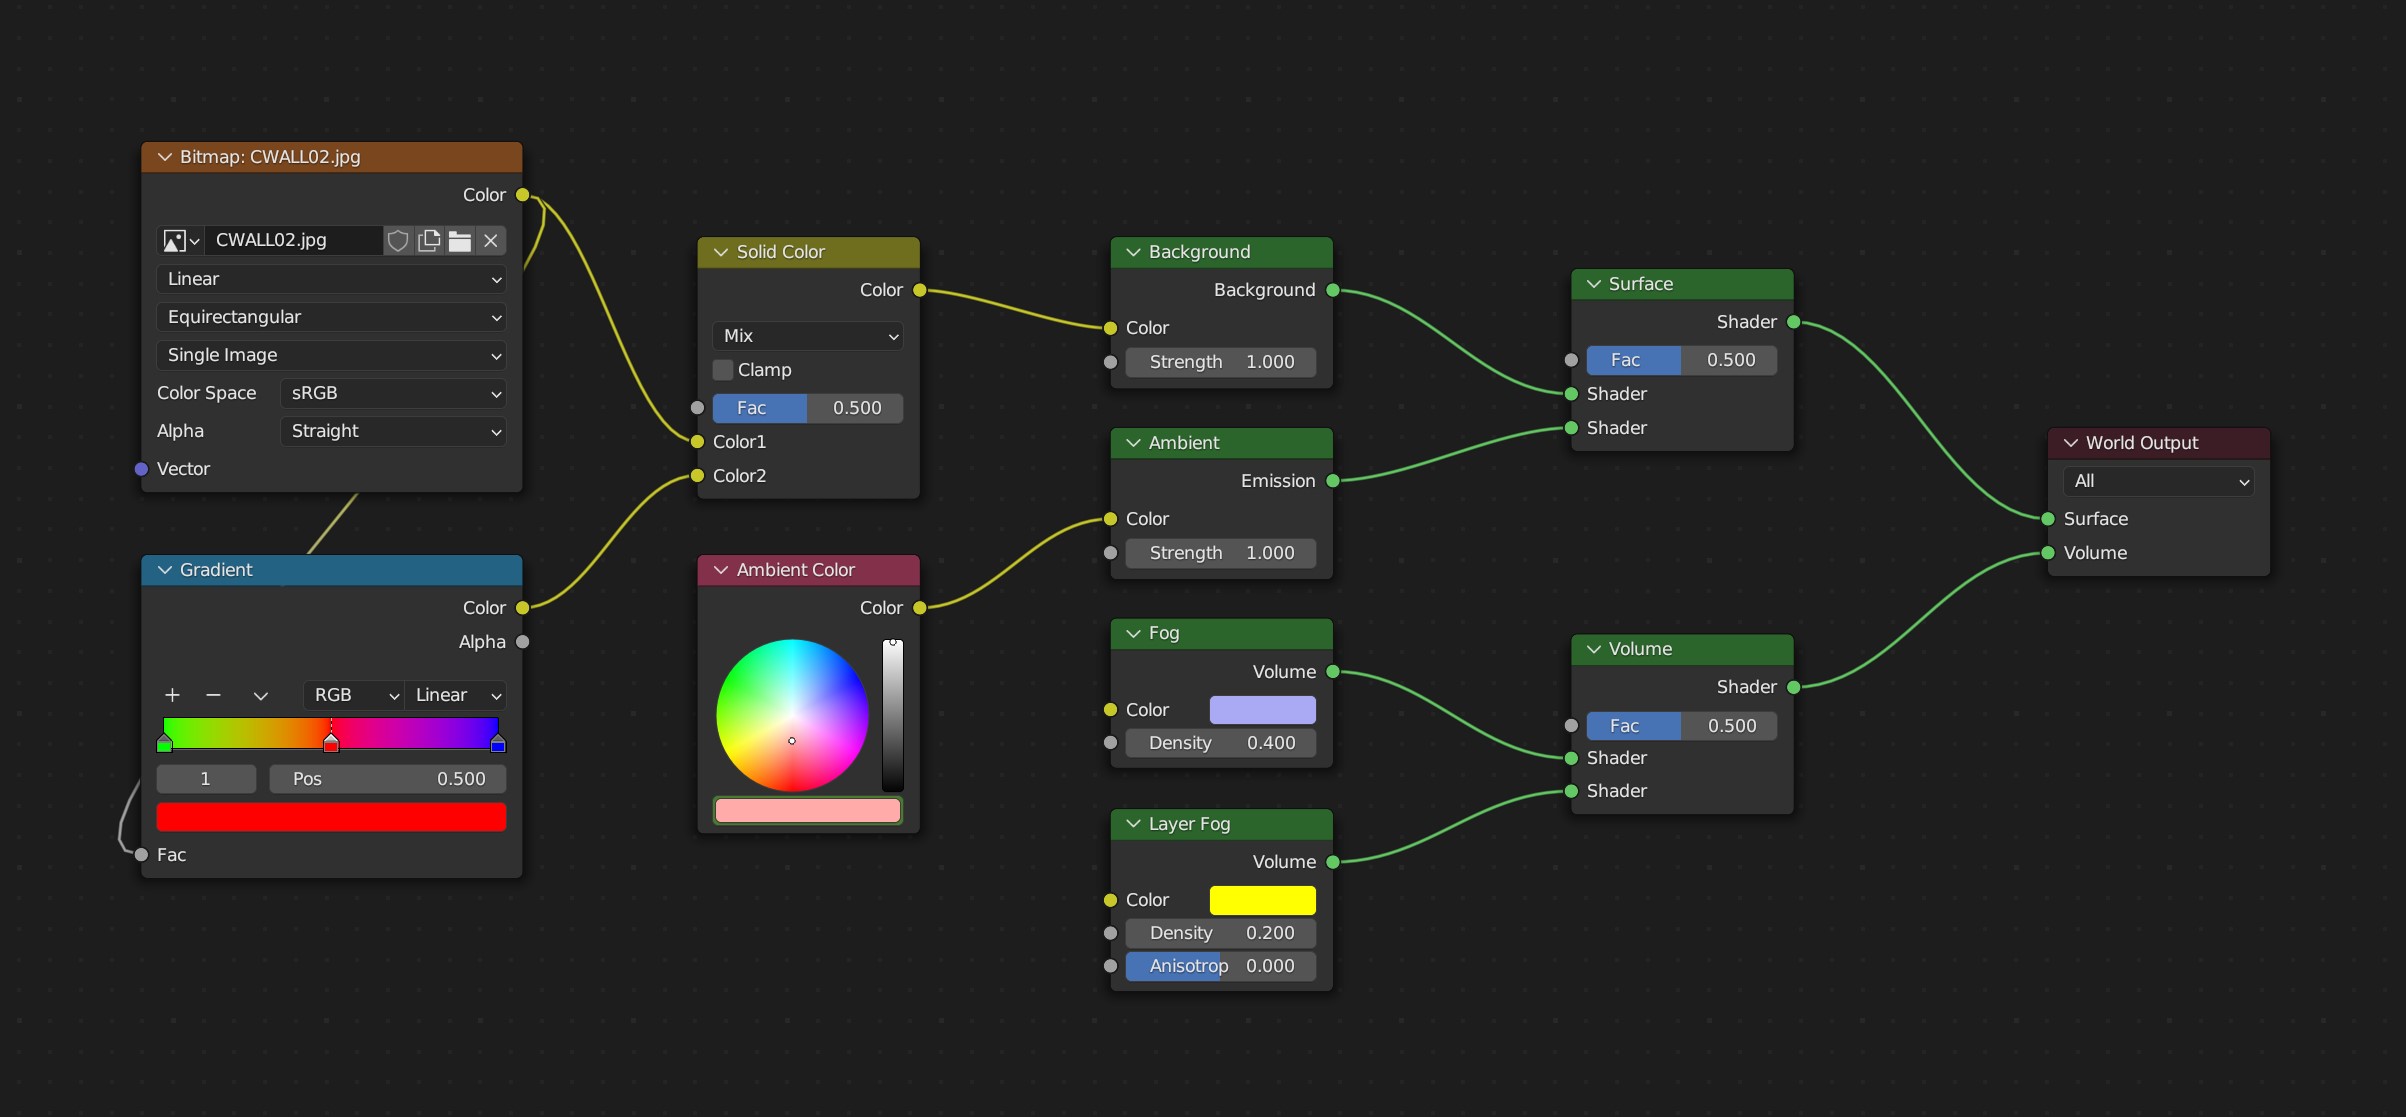 Bitmap: CWALL02.jpg
Color
CWALL02.jpg
Linear
Equirectangular
Single Image
Color Space sRGB
Alpha Straight
Vector
Gradient
Color
Alpha
RGB Linear
1 Pos 0.500
Fac
Solid Color
Color
Mix
Clamp
Fac 0.500
Color1
Color2
Ambient Color
Color
Background
Background
Color
Strength 1.000
Ambient
Emission
Color
Strength 1.000
Fog
Volume
Color
Density 0.400
Layer Fog
Volume
Color
Density 0.200
Anisotrop 0.000
Surface
Shader
Fac 0.500
Shader
Shader
Volume
Shader
Fac 0.500
Shader
Shader
World Output
All
Surface
Volume